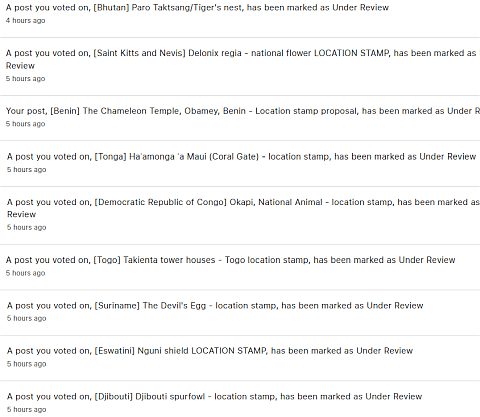 A post you voted on, [Bhutan] Paro Taktsang/Tiger's nest, has been marked as Under Review
4 hours ago
A post you voted on, [Saint Kitts and Nevis] Delonix regia - national flower LOCATION STAMP, has been marked as
Review
5 hours ago
Your post, [Benin] The Chameleon Temple, Obamey, Benin - Location stamp proposal, has been marked as Under R
5 hours ago
A post you voted on, [Tonga] Haʻamonga ʻa Maui (Coral Gate) - location stamp, has been marked as Under Review
5 hours ago
A post you voted on, [Democratic Republic of Congo] Okapi, National Animal - location stamp, has been marked as
Review
5 hours ago
A post you voted on, [Togo] Takienta tower houses - Togo location stamp, has been marked as Under Review
5 hours ago
A post you voted on, [Suriname] The Devil's Egg - location stamp, has been marked as Under Review
5 hours ago
A post you voted on, [Eswatini] Nguni shield LOCATION STAMP, has been marked as Under Review
5 hours ago
A post you voted on, [Djibouti] Djibouti spurfowl - location stamp, has been marked as Under Review
5 hours ago